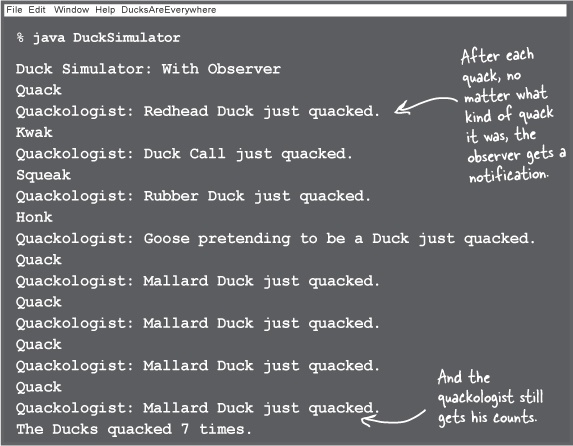 File Edit Window Help DucksAreEverywhere
% java DuckSimulator
Duck Simulator: With Observer
Quack
Quackologist: Redhead Duck just quacked.
Kwak
Quackologist: Duck Call just quacked.
Squeak
Quackologist: Rubber Duck just quacked.
Honk
Quackologist: Goose pretending to be a Duck just quacked.
Quack
Quackologist: Mallard Duck just quacked.
Quack
Quackologist: Mallard Duck just quacked.
Quack
Quackologist: Mallard Duck just quacked.
Quack
Quackologist: Mallard Duck just quacked.
The Ducks quacked 7 times.
After each
quack, no
matter what
kind of quack
it was, the
observer gets a
notification.
And the
quackologist still
gets his counts.